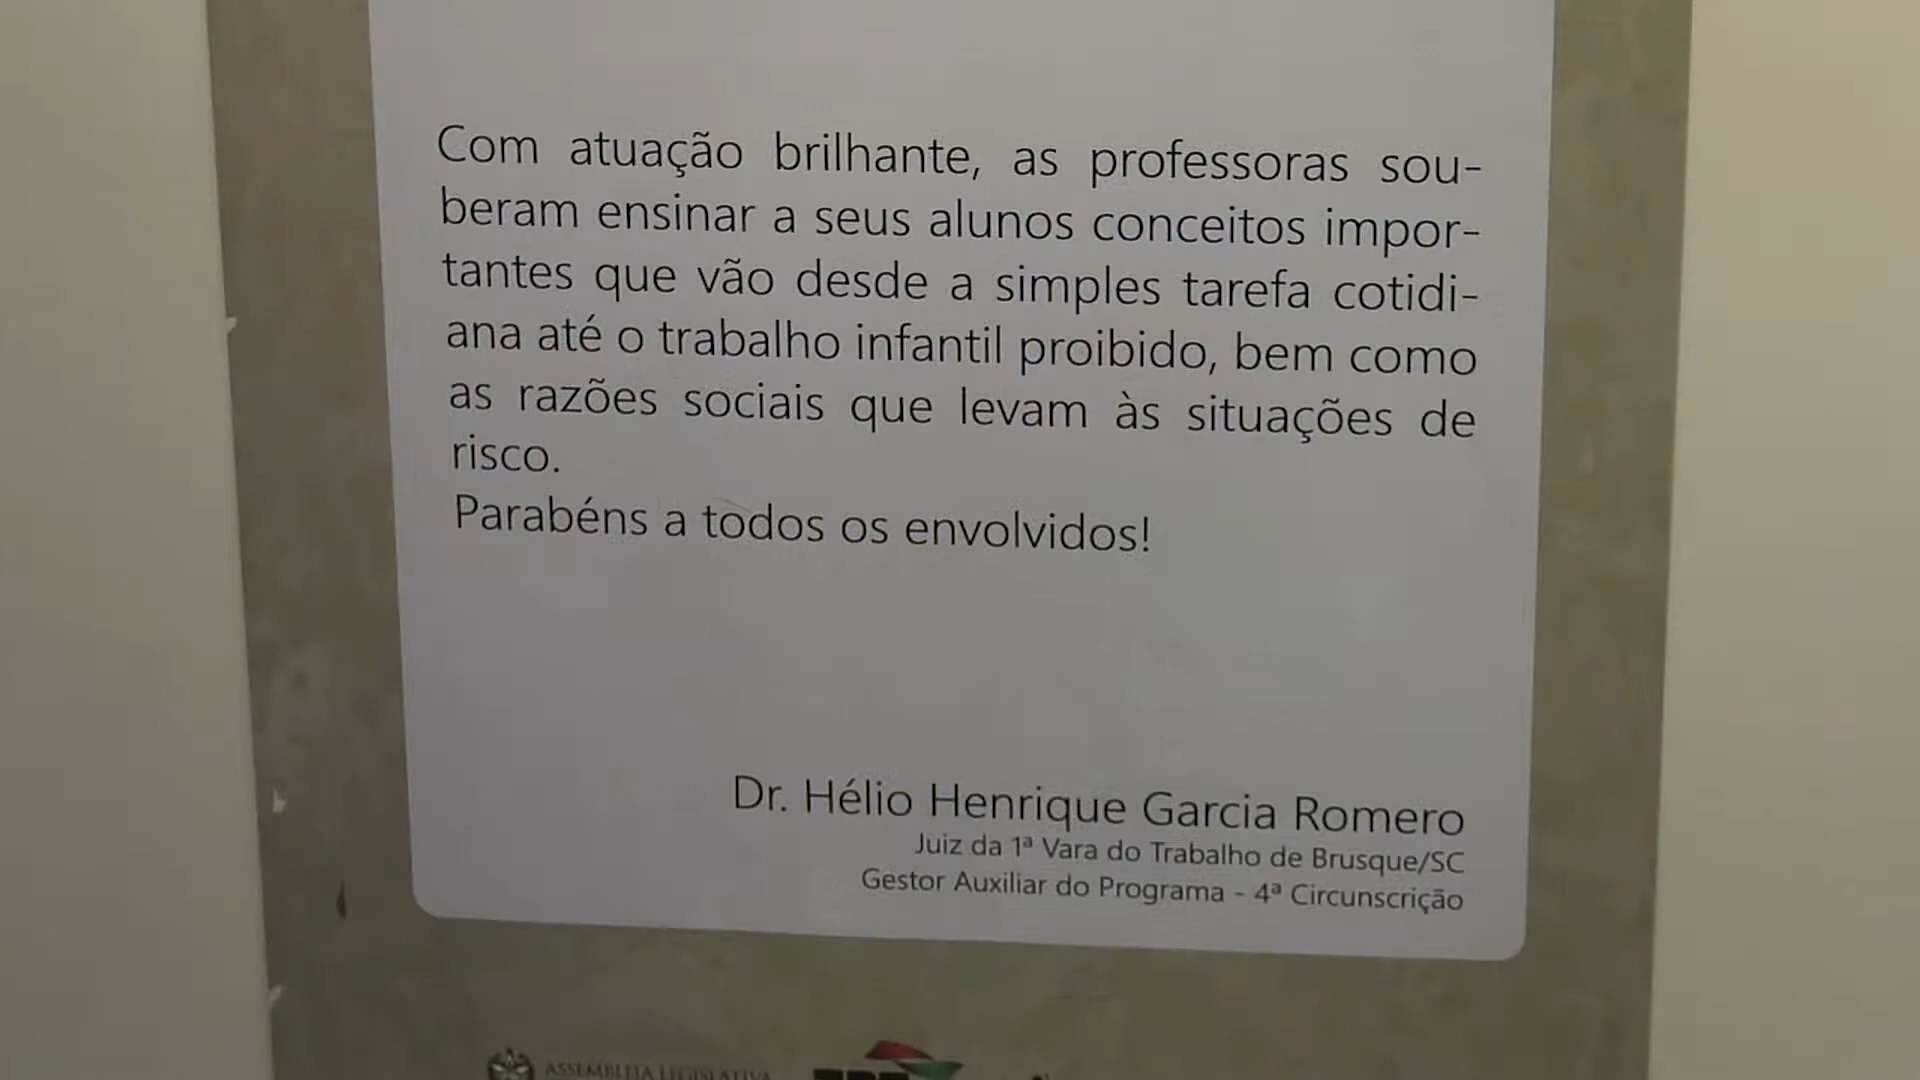 Com atuação brilhante, as professoras sou-
beram ensinar a seus alunos conceitos impor-
tantes que vão desde a simples tarefa cotidi-
ana até o trabalho infantil proibido, bem como
as razões sociais que levam às situações de
risco.
Parabéns a todos os envolvidos!
Dr. Hélio Henrique Garcia Romero
Juiz da 1ª Vara do Trabalho de Brusque/SC
Gestor Auxiliar do Programa - 4ª Circunscrição
ASSEMBLEIA LEGISLATIVA